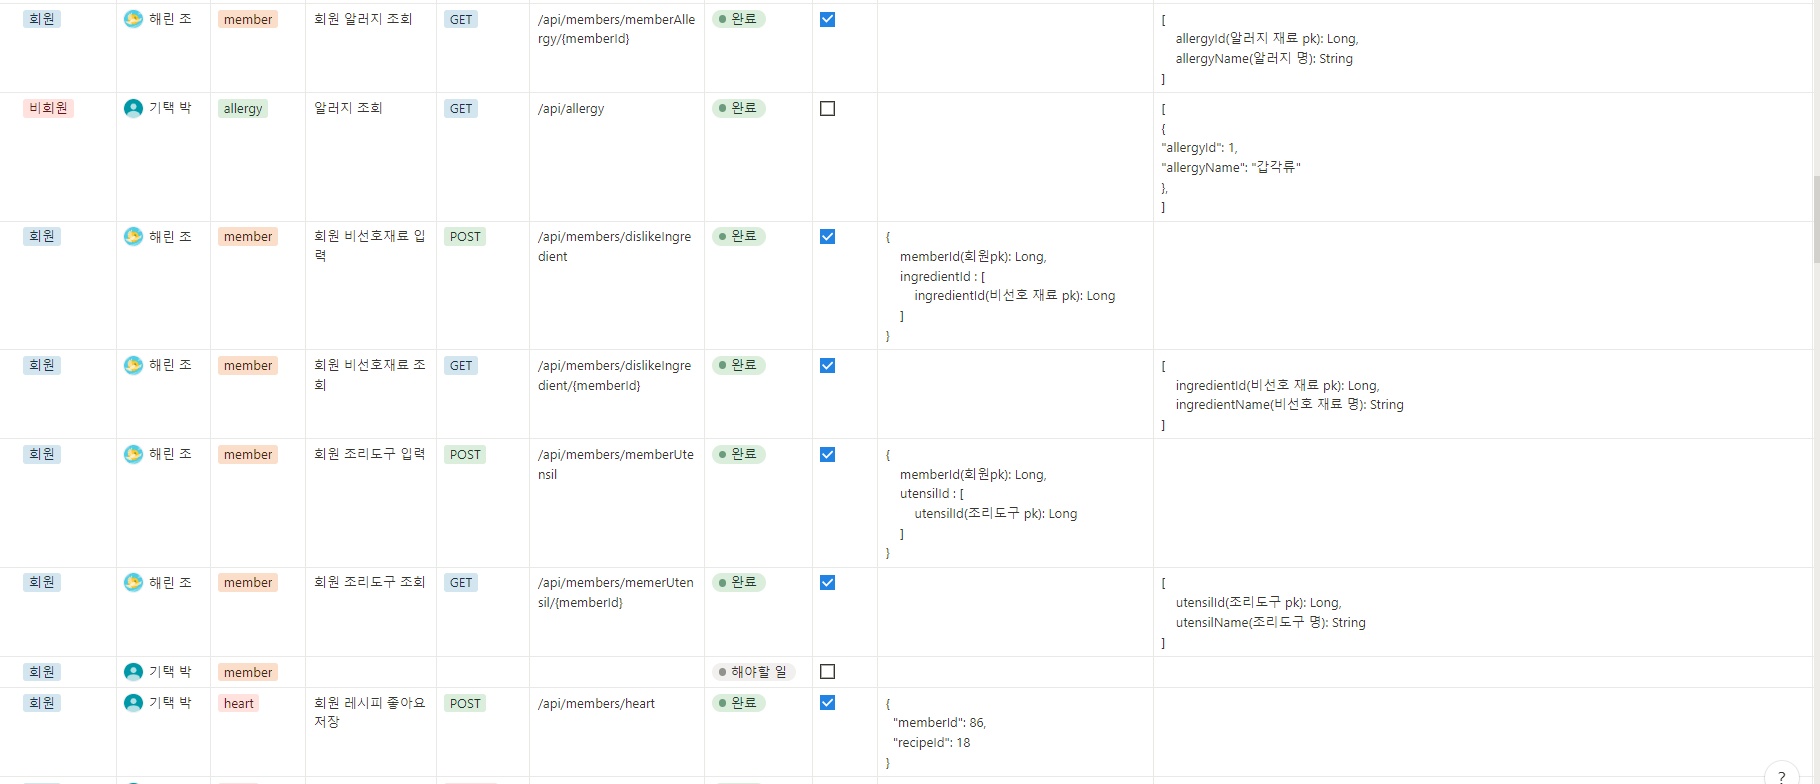 회원 해린 조 member 회원 알러지 조회 GET /api/members/memberAlle 완료 [
rgy/{memberId} allergyId(알러지 재료 pk): Long,
allergyName(알러지 명): String
]
비회원 기택 박 allergy 알러지 조회 GET /api/allergy 완료 [
{
"allergyId": 1,
"allergyName": "갑각류"
},
]
회원 해린 조 member 회원 비선호재료 입 POST /api/members/dislikeIngre 완료 {
력 dient memberId(회원pk): Long,
ingredientId : [
ingredientId(비선호 재료 pk): Long
]
}
회원 해린 조 member 회원 비선호재료 조 GET /api/members/dislikeIngre 완료 [
회 dient/{memberId} ingredientId(비선호 재료 pk): Long,
ingredientName(비선호 재료 명): String
]
회원 해린 조 member 회원 조리도구 입력 POST /api/members/memberUte 완료 {
nsil memberId(회원pk): Long,
utensilId : [
utensilId(조리도구 pk): Long
]
}
회원 해린 조 member 회원 조리도구 조회 GET /api/members/memerUten 완료 [
sil/{memberId} utensilId(조리도구 pk): Long,
utensilName(조리도구 명): String
]
회원 기택 박 member 해야할 일
회원 기택 박 heart 회원 레시피 좋아요 POST /api/members/heart 완료 {
저장 "memberId": 86,
"recipeId": 18
}
?